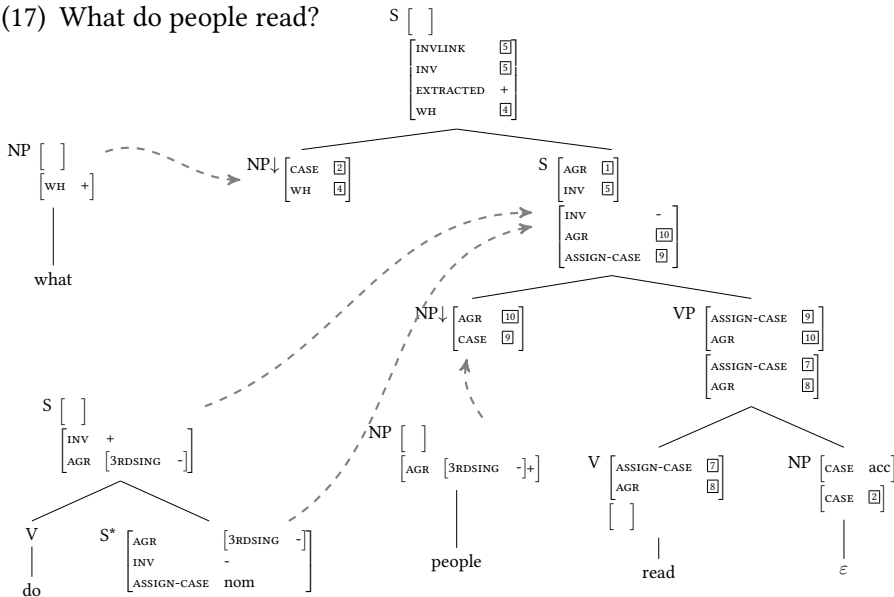 (17) What do people read?
S [ ]
[INVLINK 5
INV 5
EXTRACTED +
WH 4]
NP [ ]
[WH +]
what
NP↓ [CASE 2
WH 4]
S [AGR 1
INV 5]
[INV -
AGR 10
ASSIGN-CASE 9]
NP↓ [AGR 10
CASE 9]
VP [ASSIGN-CASE 9
AGR 10]
[ASSIGN-CASE 7
AGR 8]
S [ ]
[INV +
AGR [3RDSING -]]
V
do
S* [AGR [3RDSING -]
INV -
ASSIGN-CASE nom]
NP [ ]
[AGR [3RDSING -]+]
people
V [ASSIGN-CASE 7
AGR 8]
[ ]
read
NP [CASE acc]
[CASE 2]
ε